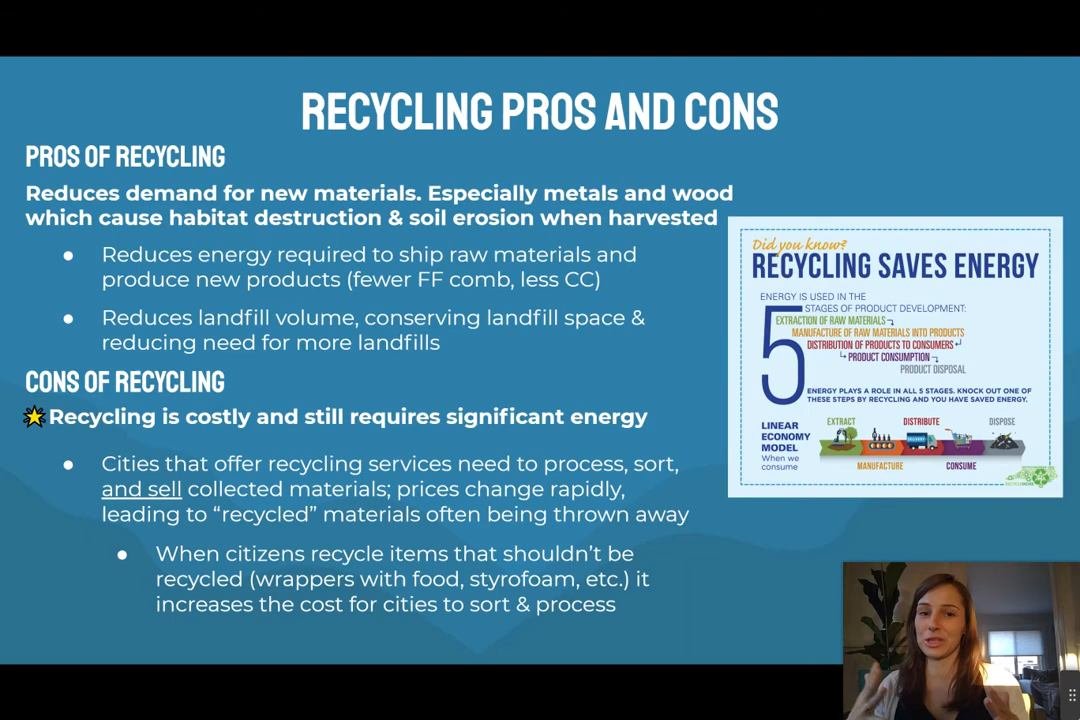 RECYCLING PROS AND CONS
PROS OF RECYCLING
Reduces demand for new materials. Especially metals and wood
which cause habitat destruction & soil erosion when harvested
● Reduces energy required to ship raw materials and
produce new products (fewer FF comb, less CC)
● Reduces landfill volume, conserving landfill space &
reducing need for more landfills
CONS OF RECYCLING
Recycling is costly and still requires significant energy
● Cities that offer recycling services need to process, sort,
and sell collected materials; prices change rapidly,
leading to “recycled” materials often being thrown away
● When citizens recycle items that shouldn’t be
recycled (wrappers with food, styrofoam, etc.) it
increases the cost for cities to sort & process
Did you know?
RECYCLING SAVES ENERGY
ENERGY IS USED IN THE
5 STAGES OF PRODUCT DEVELOPMENT:
EXTRACTION OF RAW MATERIALS
MANUFACTURE OF RAW MATERIALS INTO PRODUCTS
DISTRIBUTION OF PRODUCTS TO CONSUMERS
PRODUCT CONSUMPTION
PRODUCT DISPOSAL
ENERGY PLAYS A ROLE IN ALL 5 STAGES. KNOCK OUT ONE OF
THESE STEPS BY RECYCLING AND YOU HAVE SAVED ENERGY.
LINEAR
ECONOMY
MODEL
When we
consume
EXTRACT
MANUFACTURE
DISTRIBUTE
CONSUME
DISPOSE